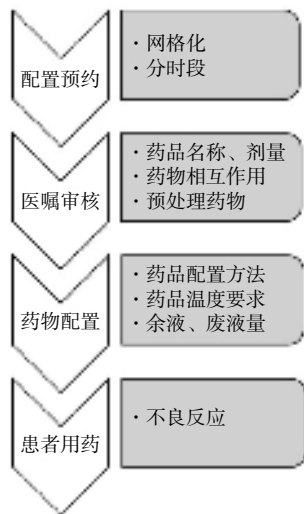 配置预约
· 网格化
· 分时段
医嘱审核
· 药品名称、剂量
· 药物相互作用
· 预处理药物
药物配置
· 药品配置方法
· 药品温度要求
· 余液、废液量
患者用药
· 不良反应